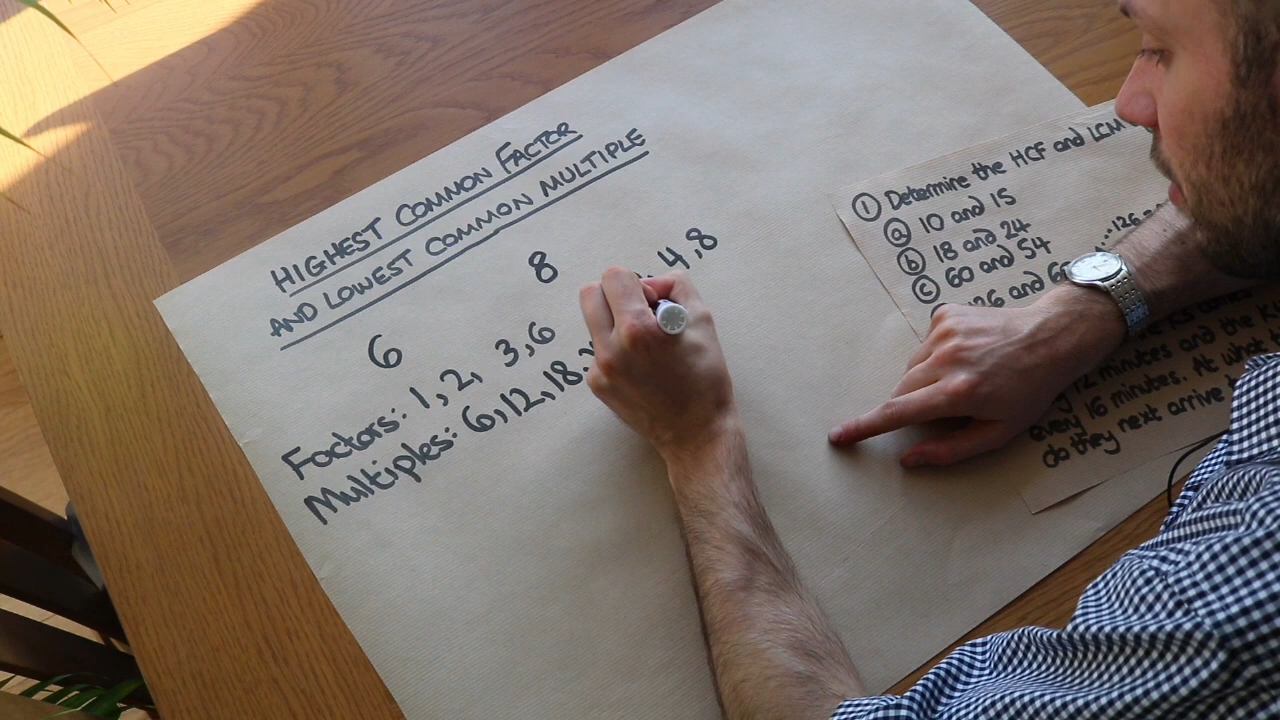 HIGHEST COMMON FACTOR
AND LOWEST COMMON MULTIPLE
6
8
Factors: 1, 2, 3, 6
, 4, 8
Multiples: 6, 12, 18,
① Determine the HCF and LCM
ⓐ 10 and 15
ⓑ 18 and 24
ⓒ 60 and 54
126 and
...126
12 minutes and the
every 16 minutes. At what
do they next arrive